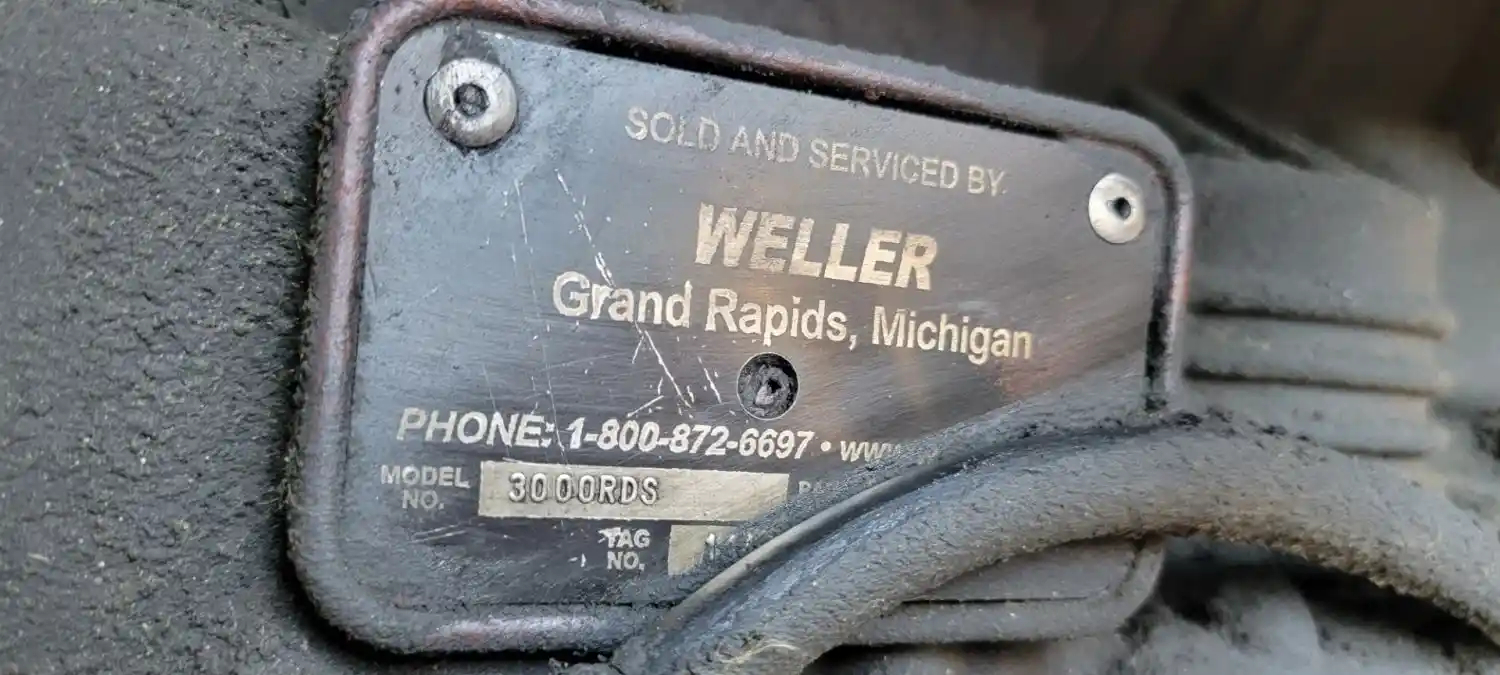 SOLD AND SERVICED BY
WELLER
Grand Rapids, Michigan
PHONE: 1-800-872-6697 • www
MODEL NO. 3000RDS
TAG NO.